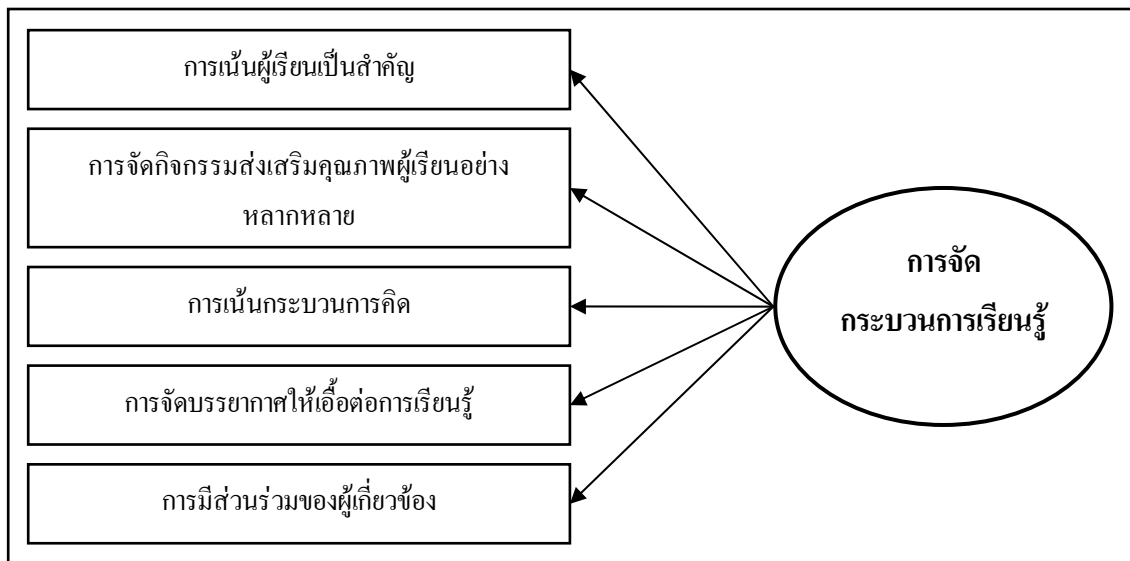 การเน้นผู้เรียนเป็นสำคัญ
การจัดกิจกรรมส่งเสริมคุณภาพผู้เรียนอย่าง
หลากหลาย
การเน้นกระบวนการคิด
การจัดบรรยากาศให้เอื้อต่อการเรียนรู้
การมีส่วนร่วมของผู้เกี่ยวข้อง
การจัด
กระบวนการเรียนรู้